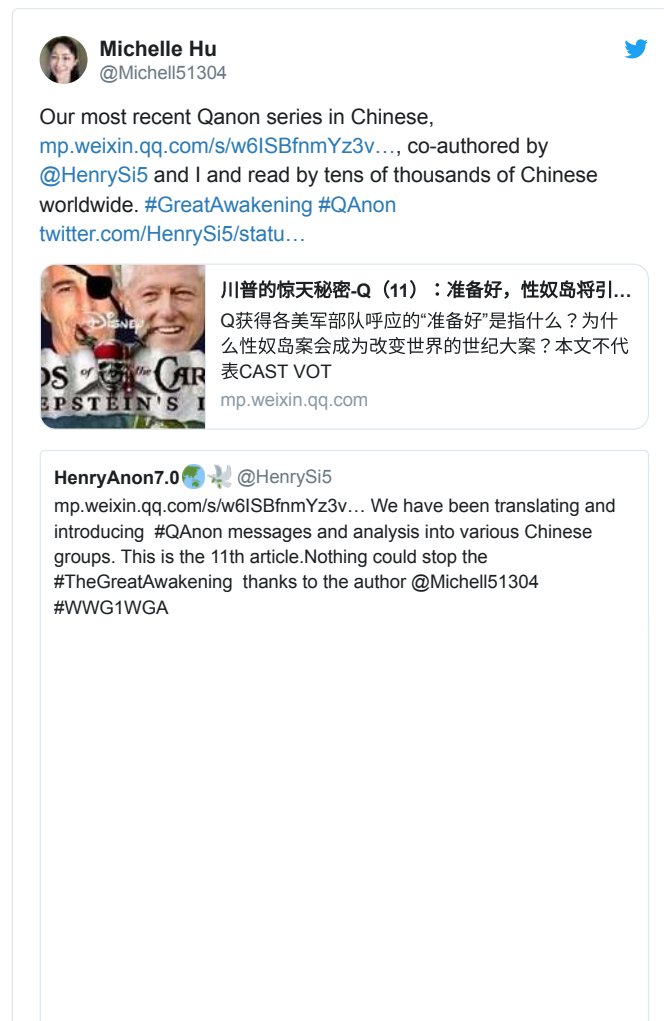 Michelle Hu
@Michell51304
Our most recent Qanon series in Chinese,
mp.weixin.qq.com/s/w6ISBfnmYz3v…, co-authored by
@HenrySi5 and I and read by tens of thousands of Chinese
worldwide. #GreatAwakening #QAnon
twitter.com/HenrySi5/statu…
川普的惊天秘密-Q（11）：准备好，性奴岛将引…
Q获得各美军部队呼应的“准备好”是指什么？为什
么性奴岛案会成为改变世界的世纪大案？本文不代
表CAST VOT
mp.weixin.qq.com
DISNEY
OS of the CAR
EPSTEIN'S I
HenryAnon7.0🌏🕊 @HenrySi5
mp.weixin.qq.com/s/w6ISBfnmYz3v… We have been translating and
introducing #QAnon messages and analysis into various Chinese
groups. This is the 11th article.Nothing could stop the
#TheGreatAwakening thanks to the author @Michell51304
#WWG1WGA